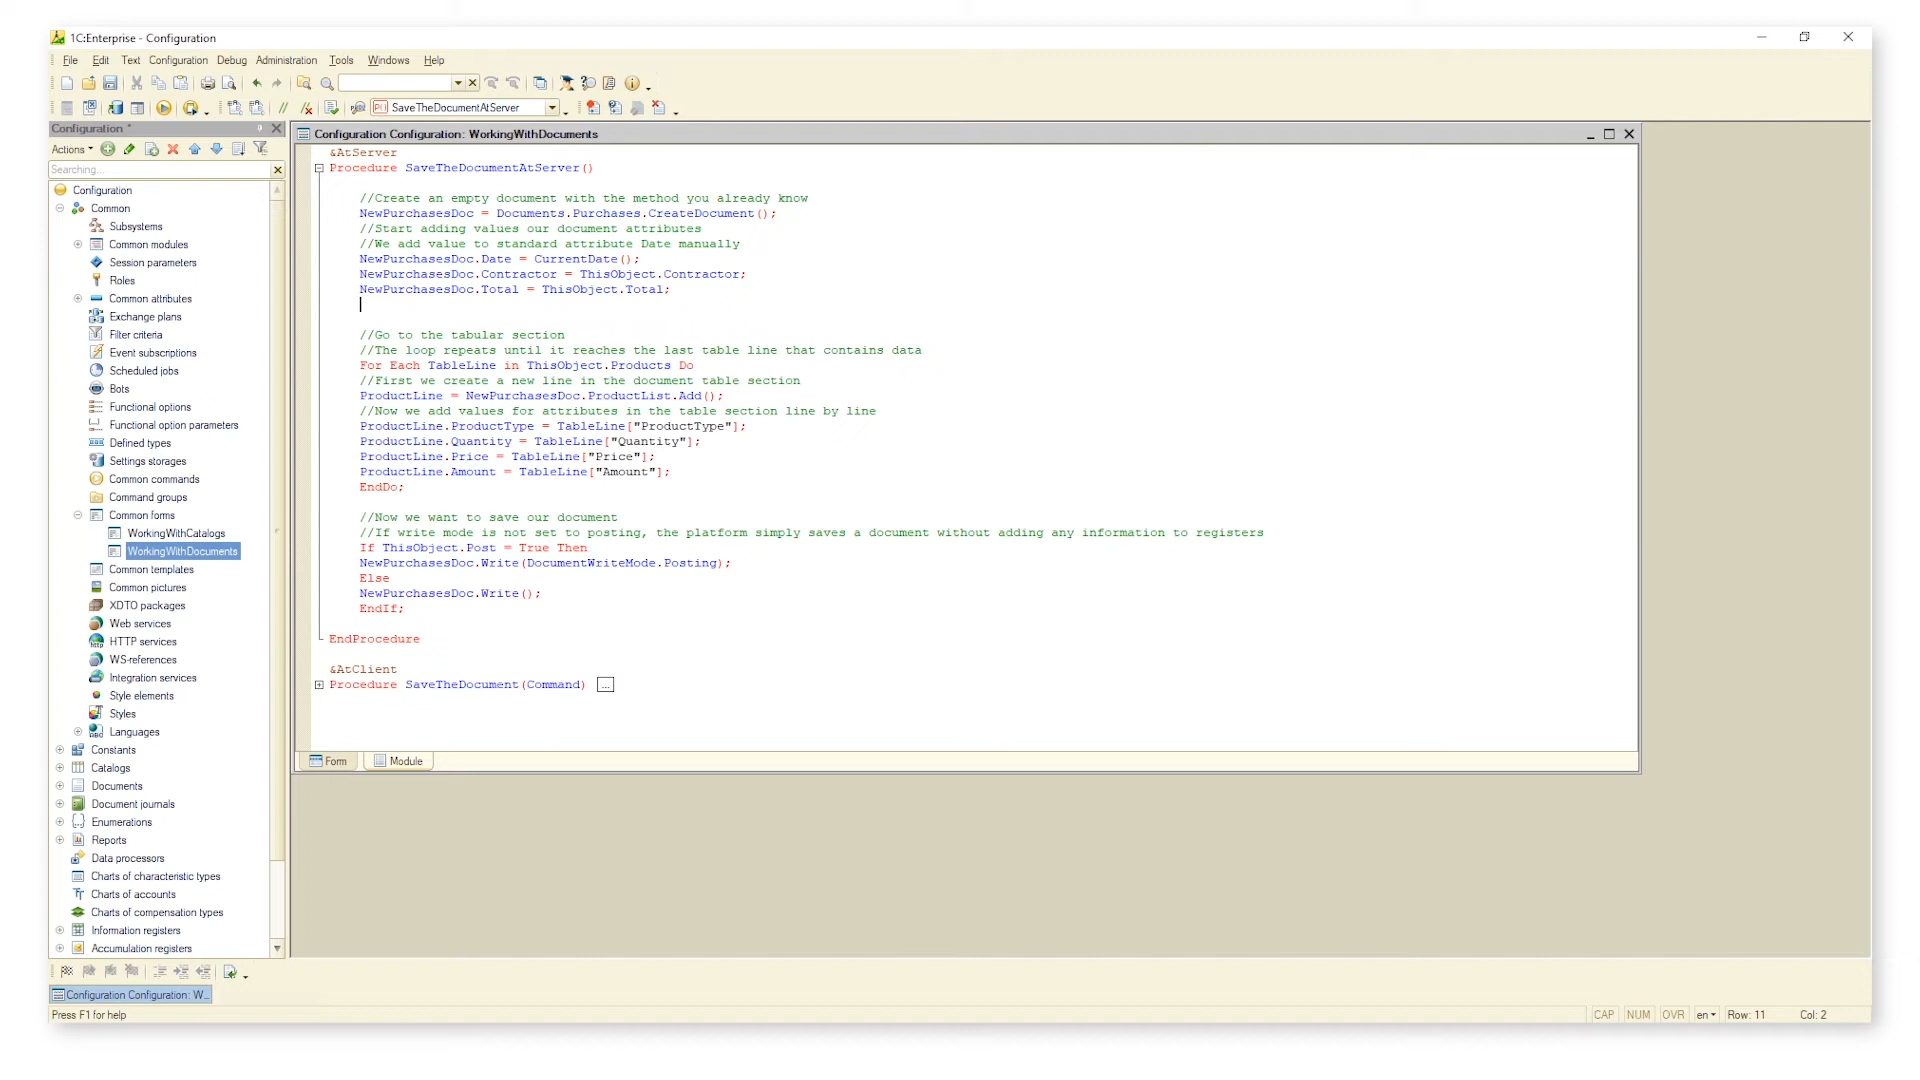 1C:Enterprise - Configuration
File Edit Text Configuration Debug Administration Tools Windows Help
SaveTheDocumentAtServer
Configuration *
Configuration Configuration: WorkingWithDocuments
Actions
Searching...
Configuration
Common
Subsystems
Common modules
Session parameters
Roles
Common attributes
Exchange plans
Filter criteria
Event subscriptions
Scheduled jobs
Bots
Functional options
Functional option parameters
Defined types
Settings storages
Common commands
Command groups
Common forms
WorkingWithCatalogs
WorkingWithDocuments
Common templates
Common pictures
XDTO packages
Web services
HTTP services
WS-references
Integration services
Style elements
Styles
Languages
Constants
Catalogs
Documents
Document journals
Enumerations
Reports
Data processors
Charts of characteristic types
Charts of accounts
Charts of compensation types
Information registers
Accumulation registers
&AtServer
Procedure SaveTheDocumentAtServer()
//Create an empty document with the method you already know
NewPurchasesDoc = Documents.Purchases.CreateDocument();
//Start adding values our document attributes
//We add value to standard attribute Date manually
NewPurchasesDoc.Date = CurrentDate();
NewPurchasesDoc.Contractor = ThisObject.Contractor;
NewPurchasesDoc.Total = ThisObject.Total;
//Go to the tabular section
//The loop repeats until it reaches the last table line that contains data
For Each TableLine in ThisObject.Products Do
//First we create a new line in the document table section
ProductLine = NewPurchasesDoc.ProductList.Add();
//Now we add values for attributes in the table section line by line
ProductLine.ProductType = TableLine["ProductType"];
ProductLine.Quantity = TableLine["Quantity"];
ProductLine.Price = TableLine["Price"];
ProductLine.Amount = TableLine["Amount"];
EndDo;
//Now we want to save our document
//If write mode is not set to posting, the platform simply saves a document without adding any information to registers
If ThisObject.Post = True Then
NewPurchasesDoc.Write(DocumentWriteMode.Posting);
Else
NewPurchasesDoc.Write();
EndIf;
EndProcedure
&AtClient
Procedure SaveTheDocument(Command) ...
Form Module
Configuration Configuration: W...
Press F1 for help
CAP NUM OVR en Row: 11 Col: 2